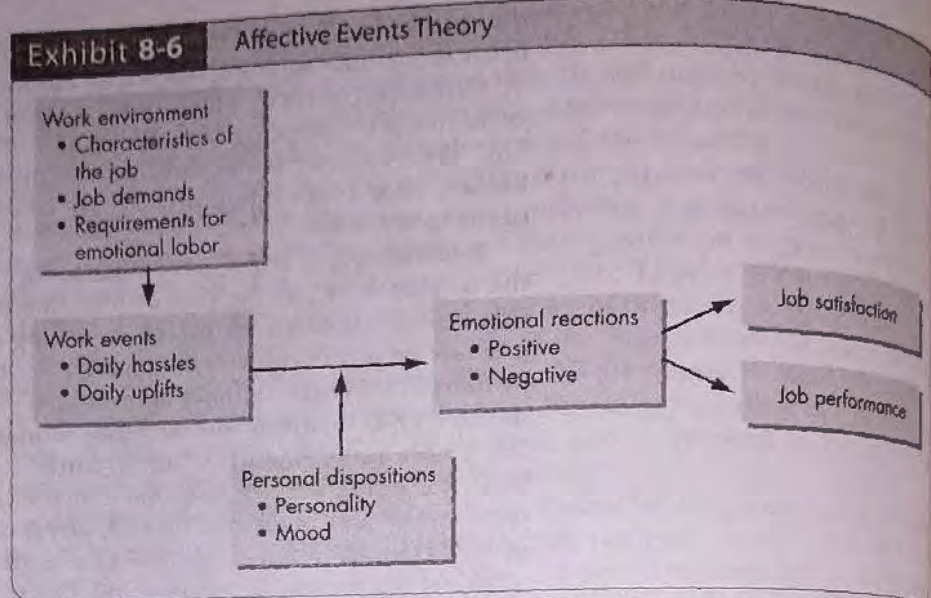 Exhibit 8-6
Affective Events Theory
Work environment
• Characteristics of
the job
• Job demands
• Requirements for
emotional labor
Work events
• Daily hassles
• Daily uplifts
Personal dispositions
• Personality
• Mood
Emotional reactions
• Positive
• Negative
Job satisfaction
Job performance